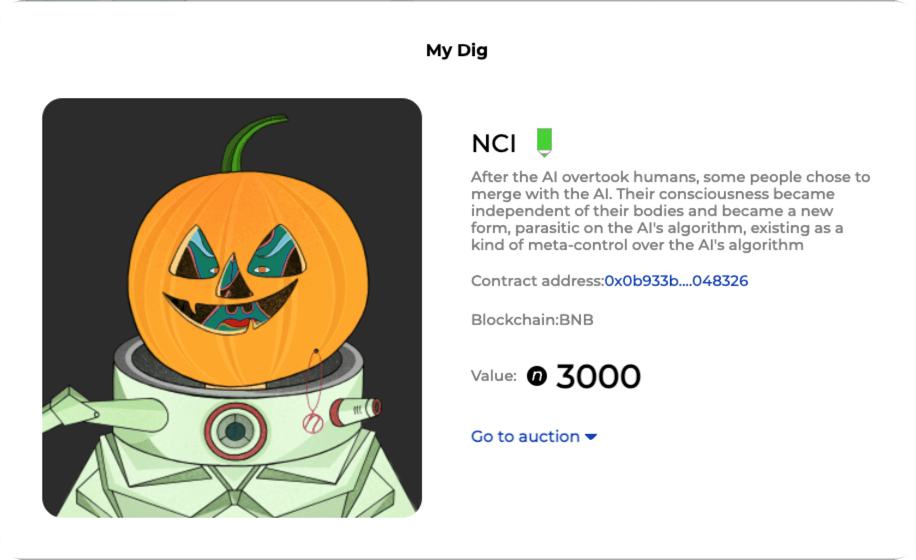 My Dig
NCI
After the AI overtook humans, some people chose to
merge with the AI. Their consciousness became
independent of their bodies and became a new
form, parasitic on the AI's algorithm, existing as a
kind of meta-control over the AI's algorithm
Contract address:0x0b933b....048326
Blockchain:BNB
Value: n 3000
Go to auction